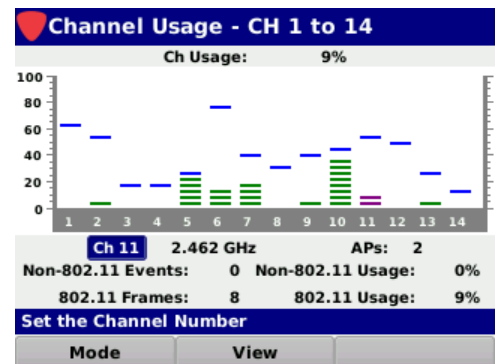 Channel Usage - CH 1 to 14
Ch Usage: 9%
100
80
60
40
20
0
1 2 3 4 5 6 7 8 9 10 11 12 13 14
Ch 11 2.462 GHz APs: 2
Non-802.11 Events: 0 Non-802.11 Usage: 0%
802.11 Frames: 8 802.11 Usage: 9%
Set the Channel Number
Mode View